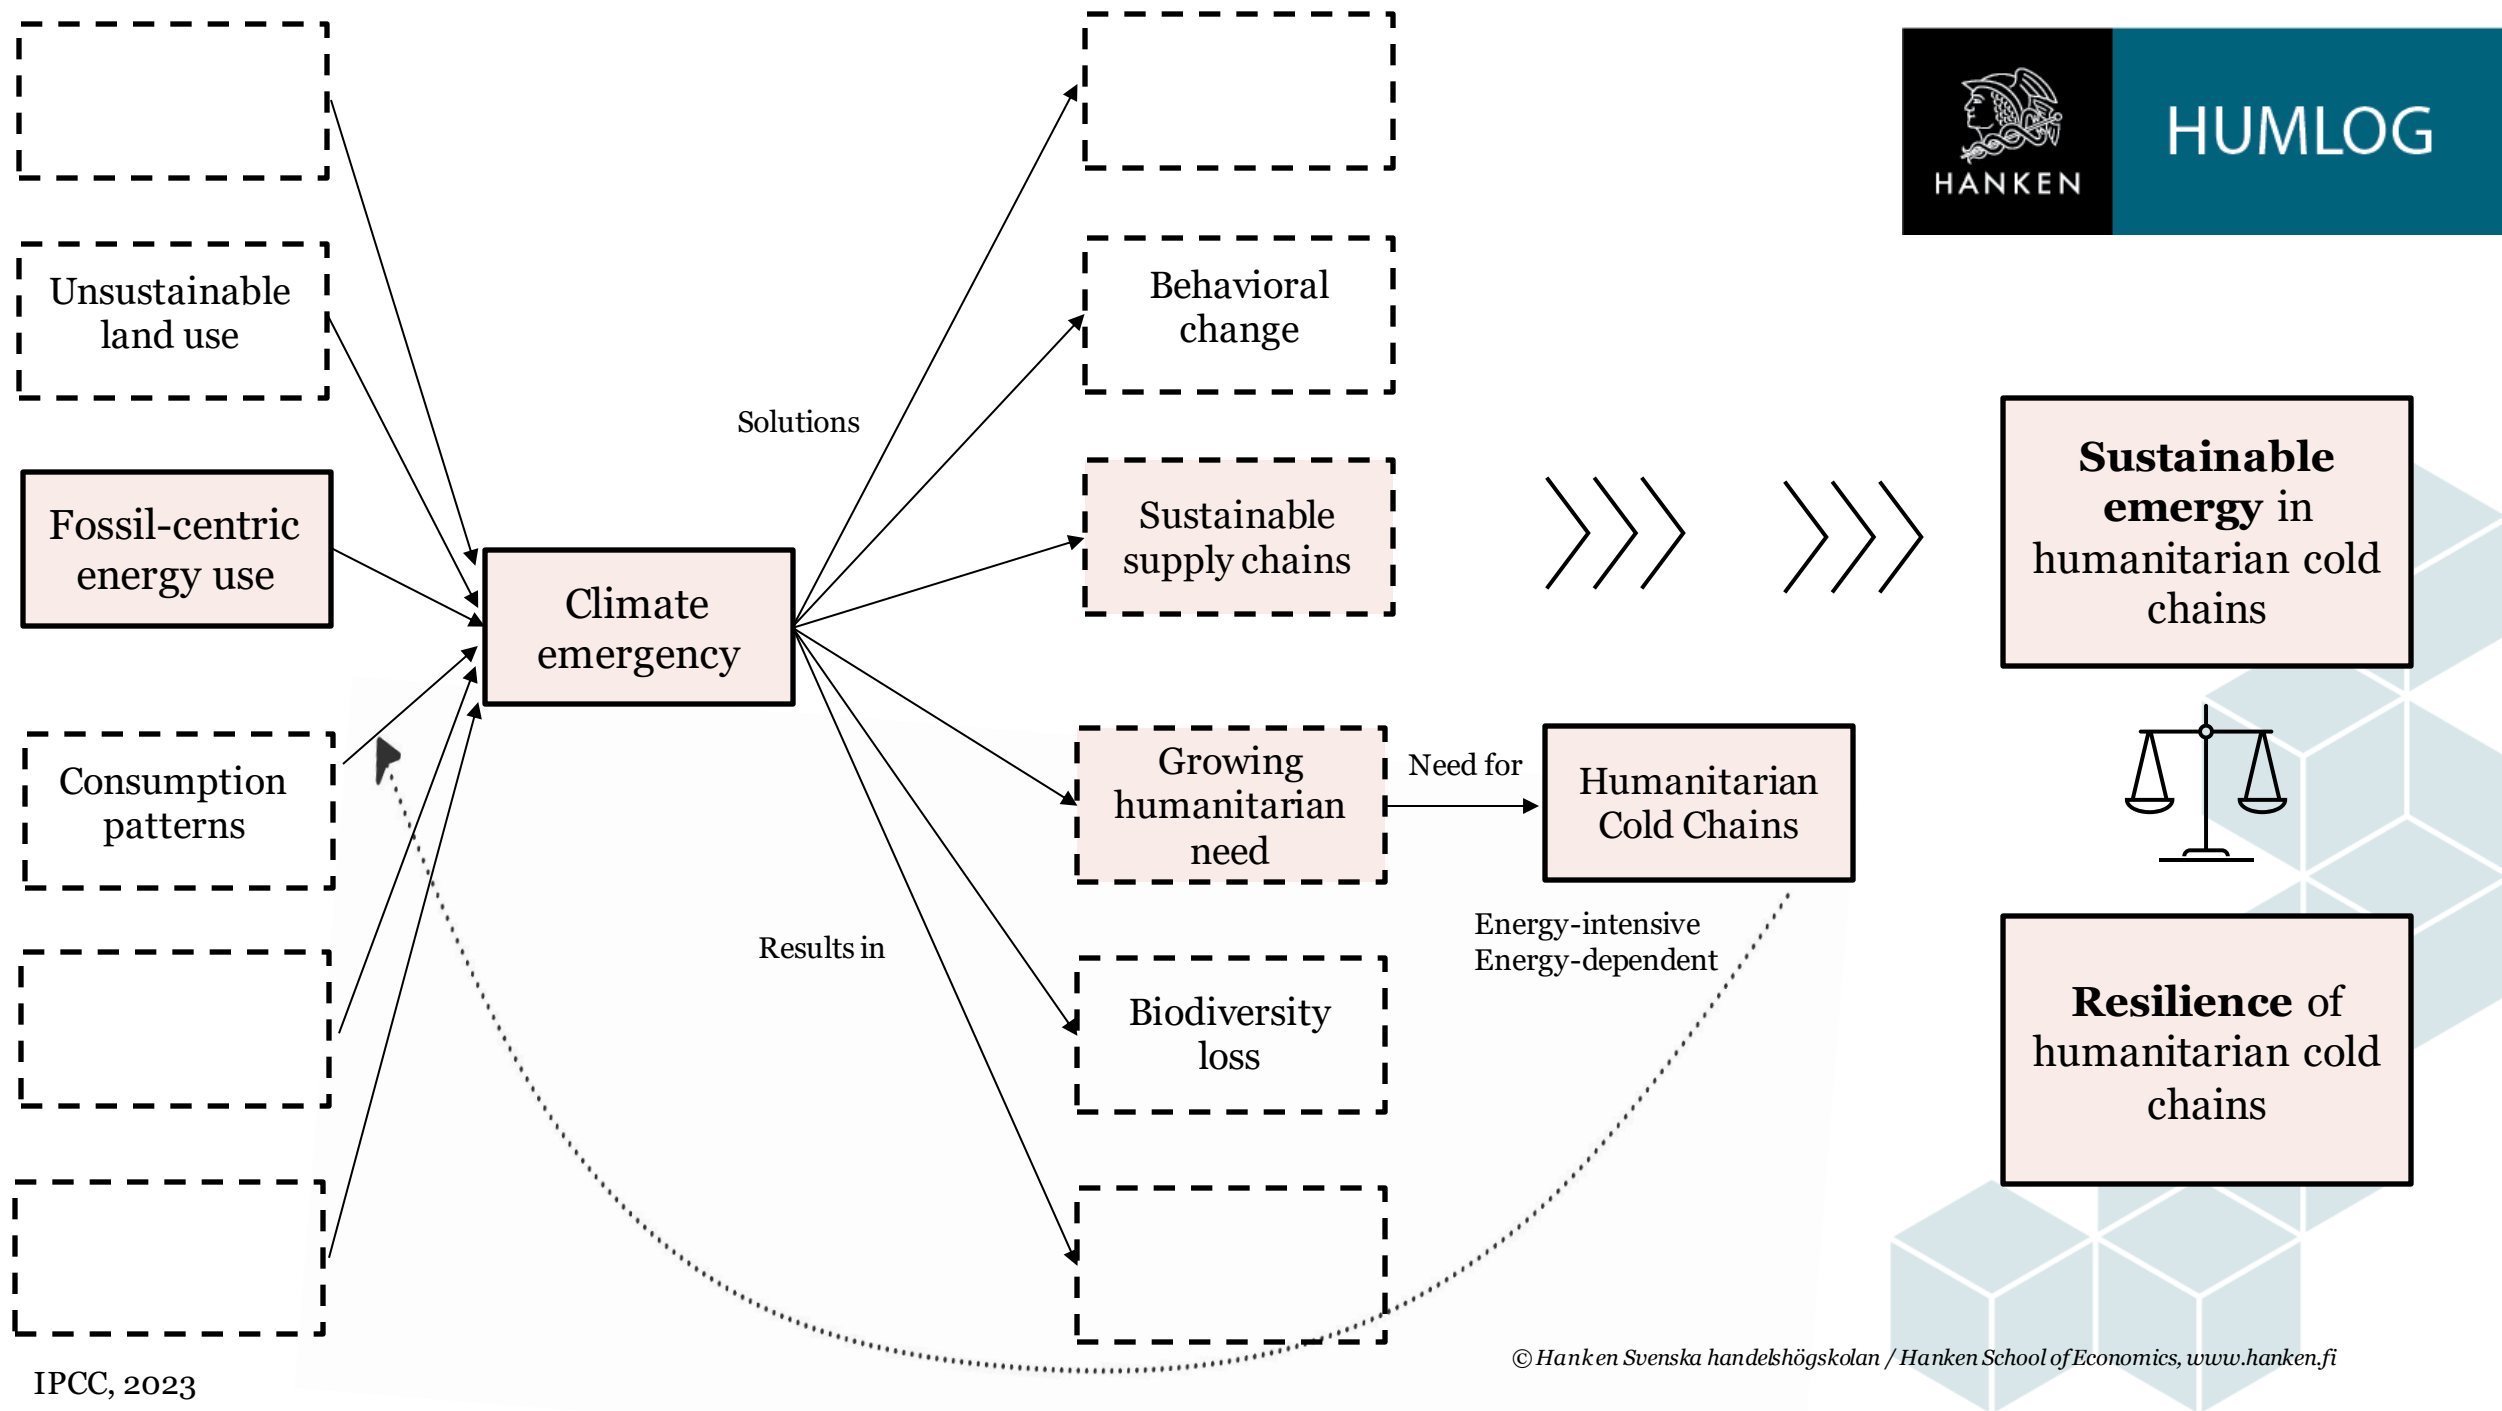 HANKEN
HUMLOG
Unsustainable
land use
Fossil-centric
energy use
Consumption
patterns
Climate
emergency
Solutions
Results in
Behavioral
change
Sustainable
supply chains
Growing
humanitarian
need
Biodiversity
loss
Need for
Humanitarian
Cold Chains
Energy-intensive
Energy-dependent
Sustainable
emergy in
humanitarian cold
chains
Resilience of
humanitarian cold
chains
IPCC, 2023
© Hanken Svenska handelshögskolan / Hanken School of Economics, www.hanken.fi